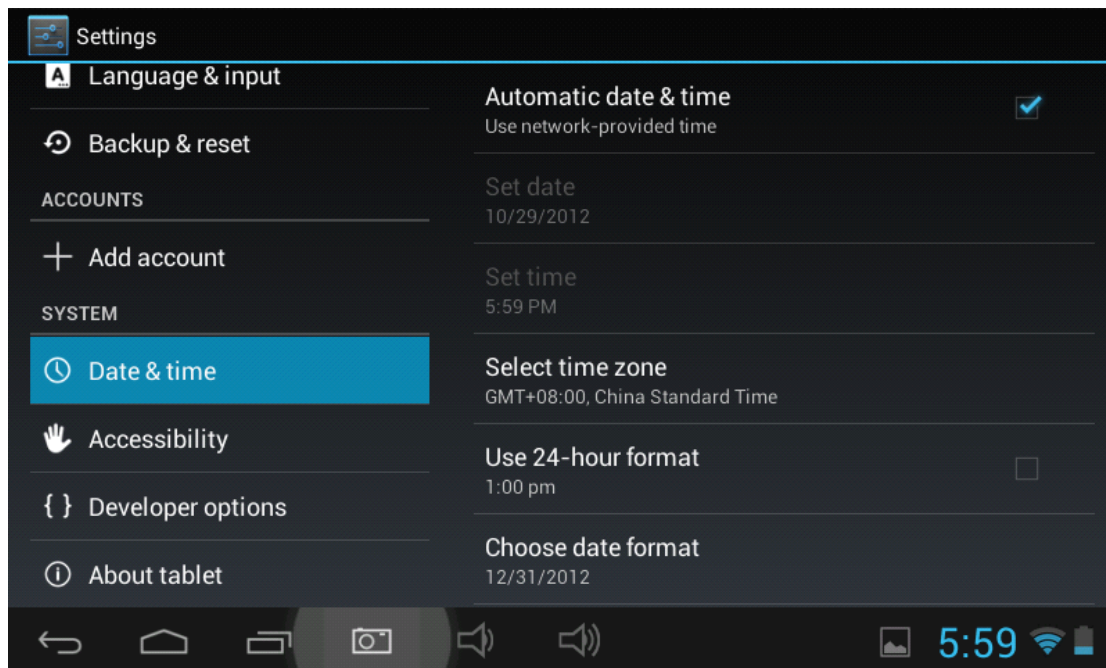 Settings
Language & input
Backup & reset
ACCOUNTS
Add account
SYSTEM
Date & time
Accessibility
{ } Developer options
About tablet
Automatic date & time
Use network-provided time
Set date
10/29/2012
Set time
5:59 PM
Select time zone
GMT+08:00, China Standard Time
Use 24-hour format
1:00 pm
Choose date format
12/31/2012
5:59